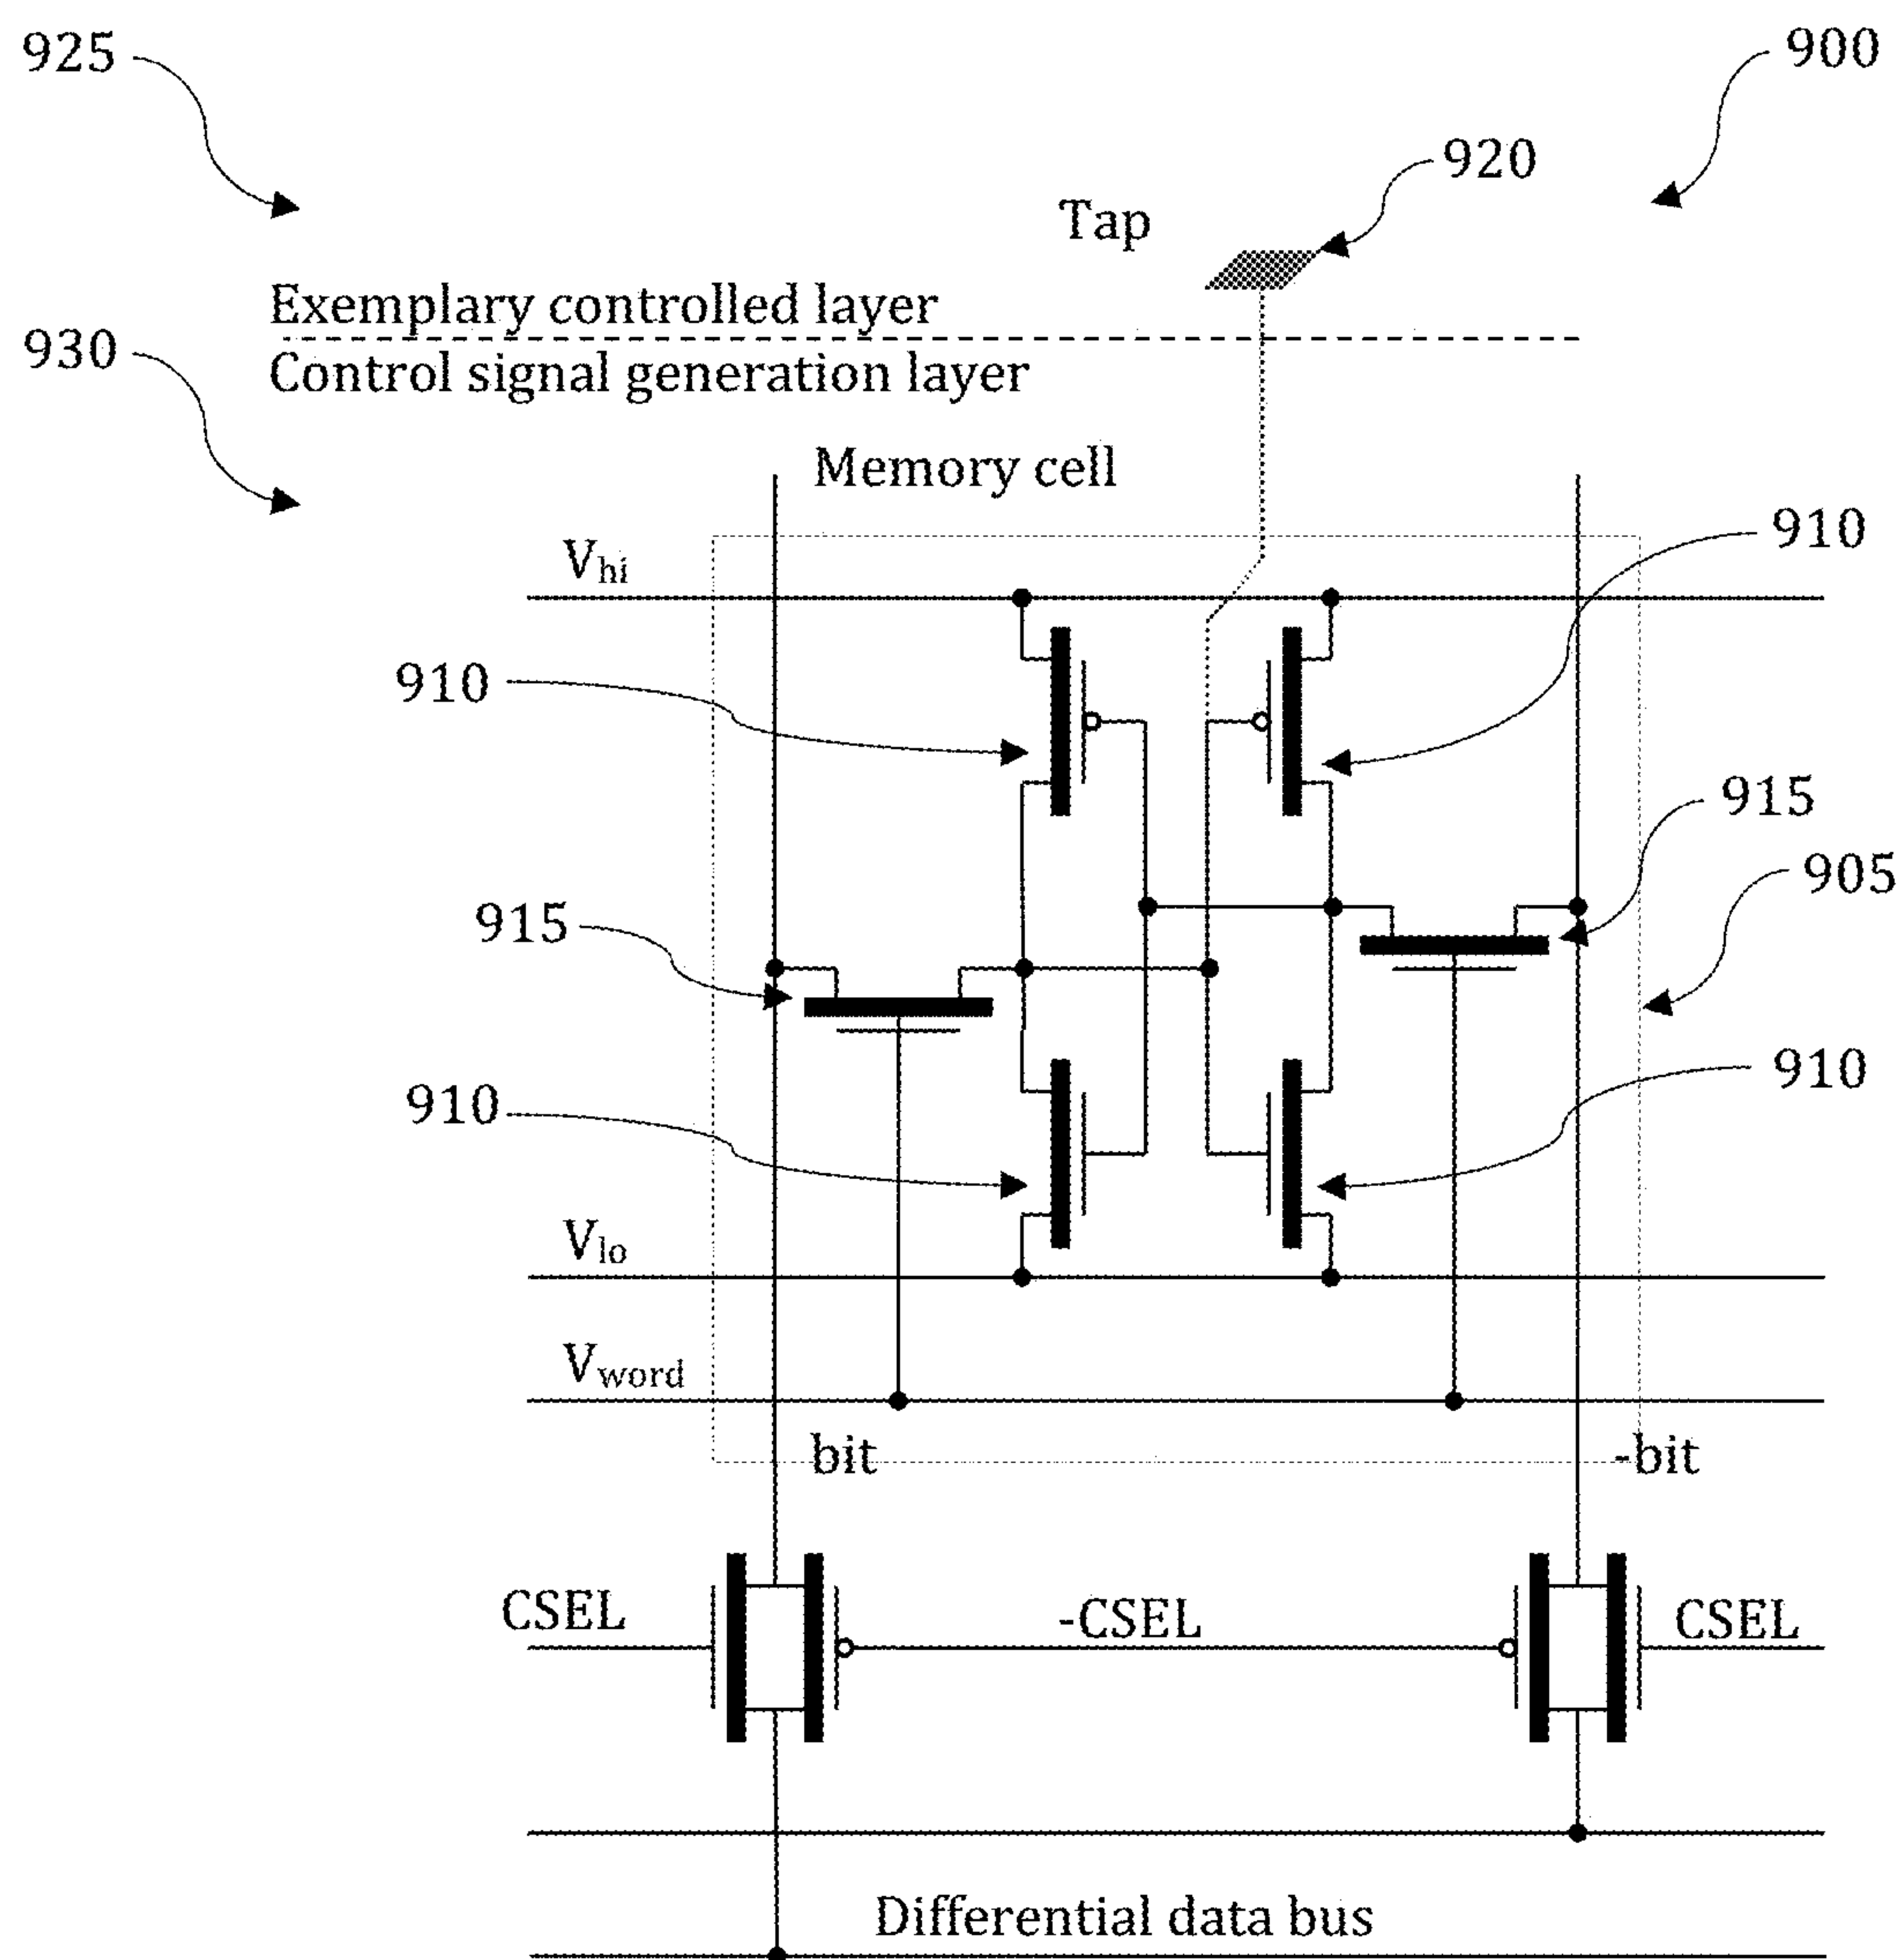 925
900
920
Tap
Exemplary controlled layer
930
Control signal generation layer
Memory cell
910
Vhi
910
915
905
915
910
910
Vlo
Vword
bit
-bit
CSEL
-CSEL
CSEL
Differential data bus